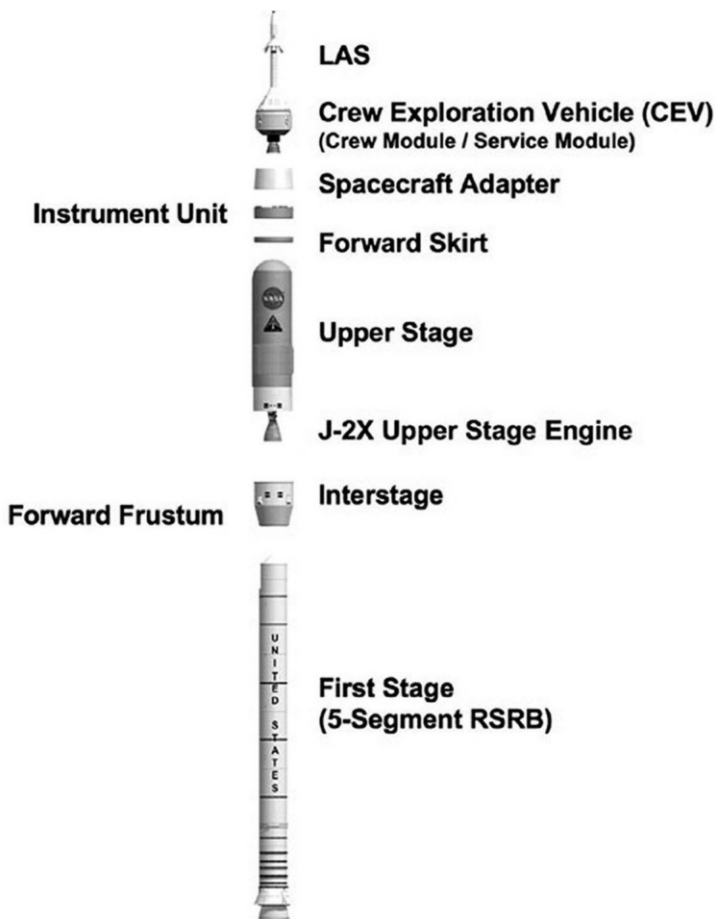 LAS
Crew Exploration Vehicle (CEV)
(Crew Module / Service Module)
Spacecraft Adapter
Instrument Unit
Forward Skirt
NASA
Upper Stage
J-2X Upper Stage Engine
Interstage
Forward Frustum
UNITED STATES
First Stage
(5-Segment RSRB)